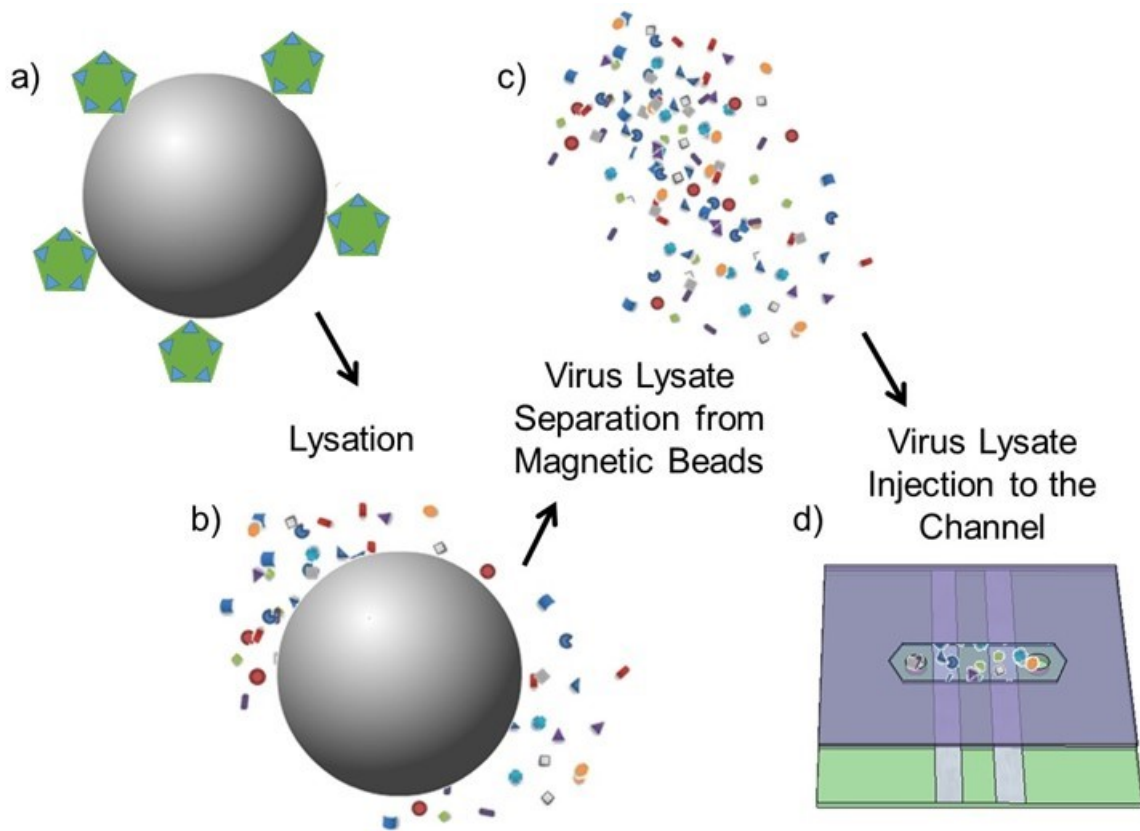 a)
Lysation
b)
Virus Lysate
Separation from
Magnetic Beads
c)
Virus Lysate
Injection to the
Channel
d)